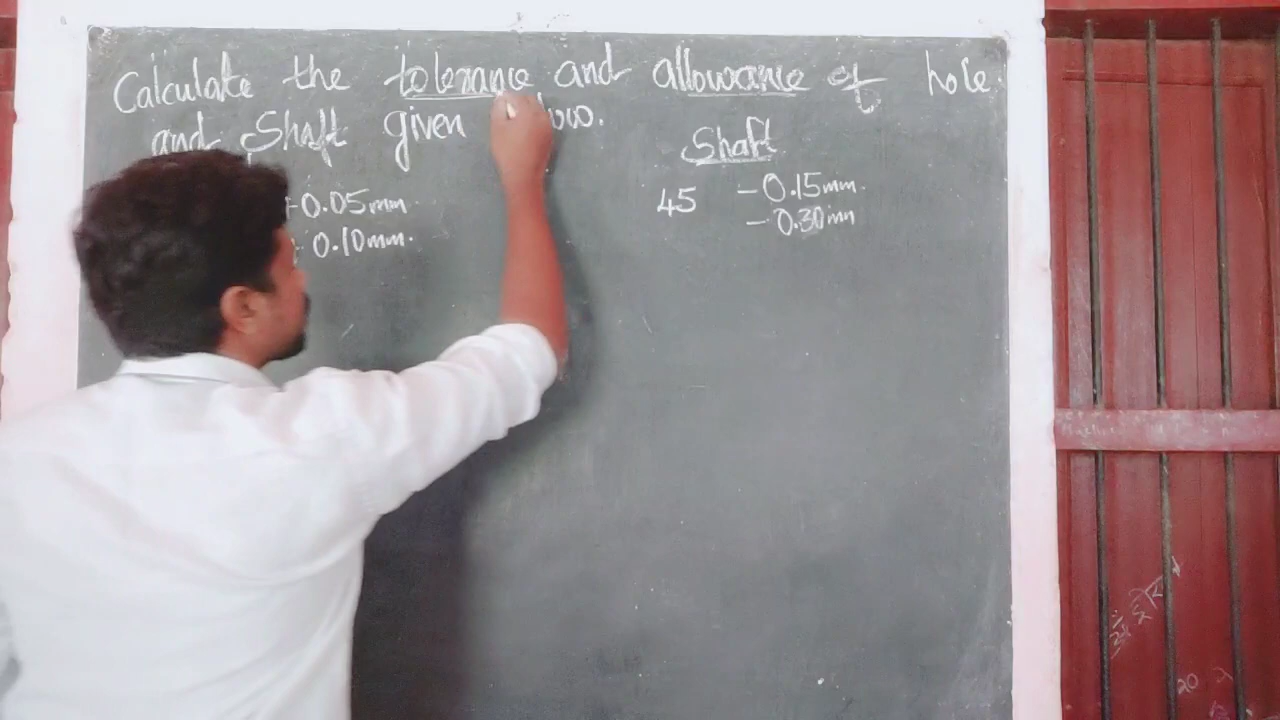 Calculate the tolerance and allowance of hole
and Shaft given
Shaft
0.05mm
0.10mm.
45 -0.15mm.
-0.30mm
20